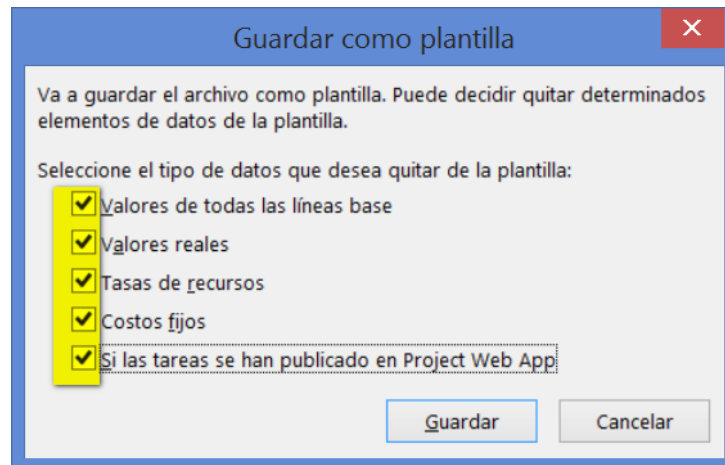 Guardar como plantilla
Va a guardar el archivo como plantilla. Puede decidir quitar determinados
elementos de datos de la plantilla.
Seleccione el tipo de datos que desea quitar de la plantilla:
Valores de todas las líneas base
Valores reales
Tasas de recursos
Costos fijos
Si las tareas se han publicado en Project Web App
Guardar
Cancelar